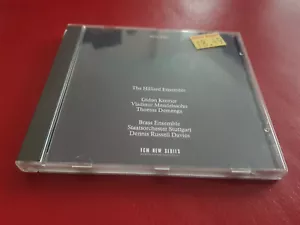 The Hilliard Ensemble
Gidon Kremer
Vladimir Mendelssohn
Thomas Demenga
Brass Ensemble
Staatsorchester Stuttgart
Dennis Russell Davies
ECM NEW SERIES